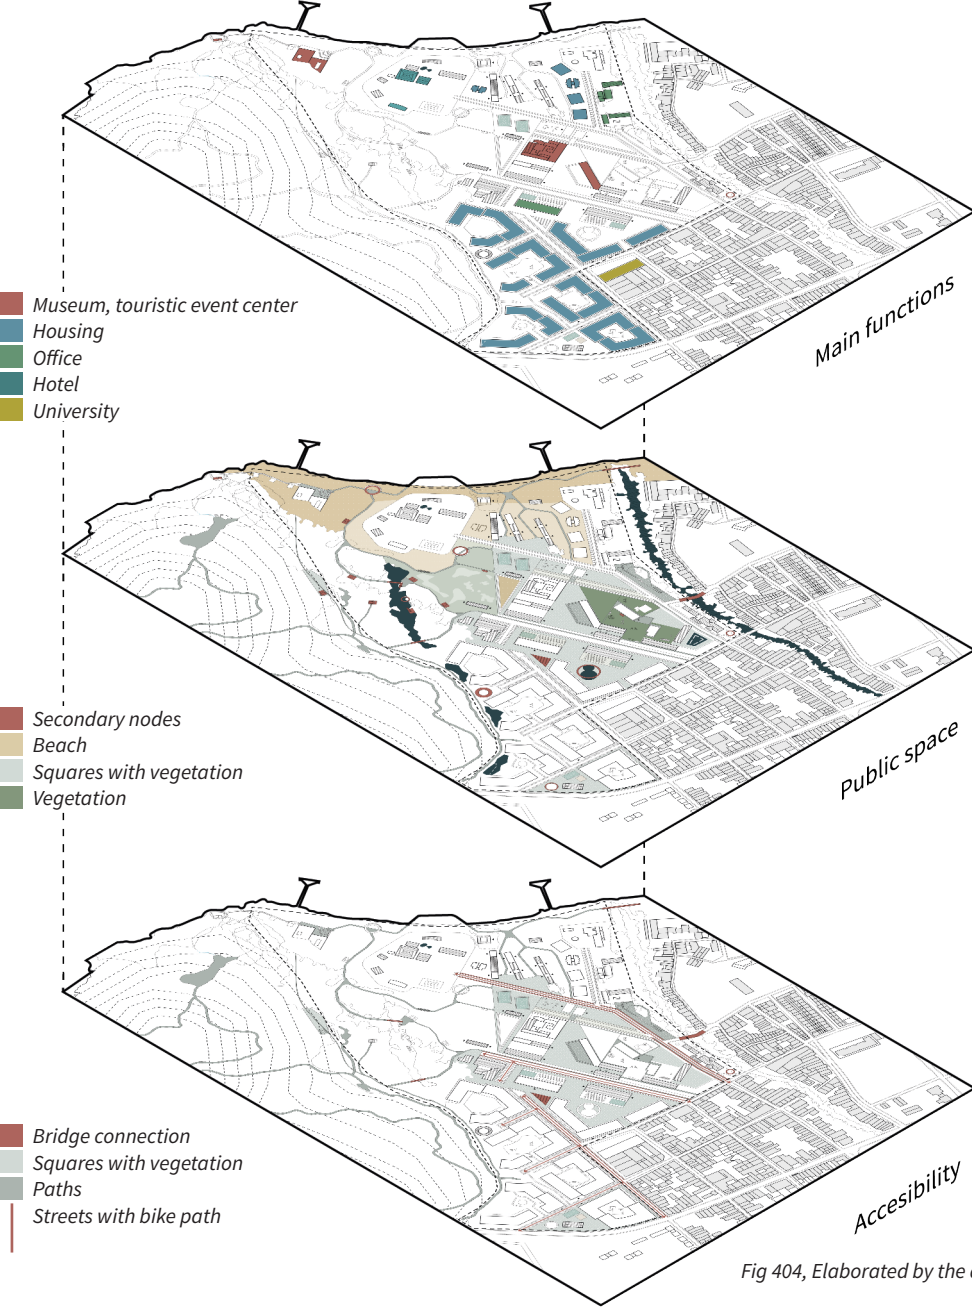 Museum, touristic event center
Housing
Office
Hotel
University
Main functions
Secondary nodes
Beach
Squares with vegetation
Vegetation
Public space
Bridge connection
Squares with vegetation
Paths
Streets with bike path
Accesibility
Fig 404, Elaborated by the